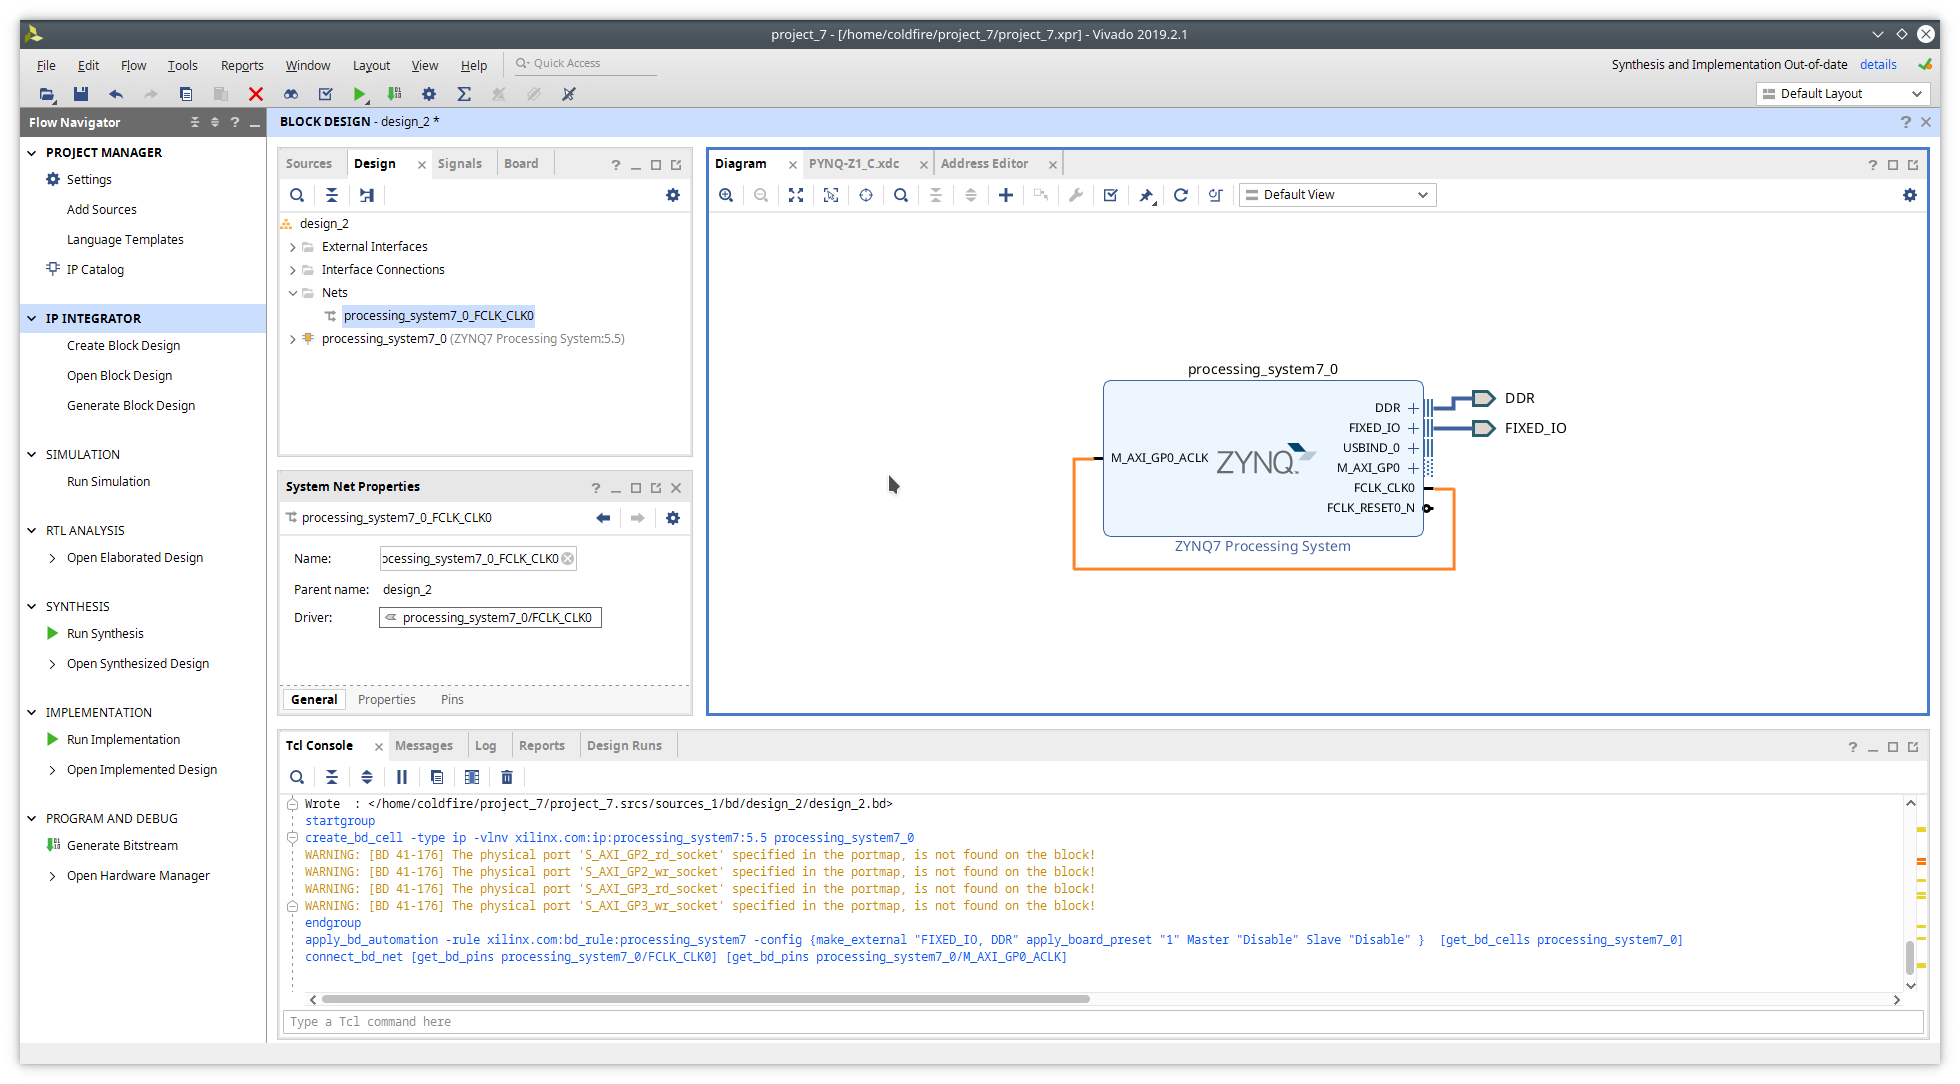 project_7 - [/home/coldfire/project_7/project_7.xpr] - Vivado 2019.2.1
File Edit Flow Tools Reports Window Layout View Help Quick Access
Synthesis and Implementation Out-of-date details
Default Layout
Flow Navigator
PROJECT MANAGER
Settings
Add Sources
Language Templates
IP Catalog
IP INTEGRATOR
Create Block Design
Open Block Design
Generate Block Design
SIMULATION
Run Simulation
RTL ANALYSIS
Open Elaborated Design
SYNTHESIS
Run Synthesis
Open Synthesized Design
IMPLEMENTATION
Run Implementation
Open Implemented Design
PROGRAM AND DEBUG
Generate Bitstream
Open Hardware Manager
BLOCK DESIGN - design_2 *
Sources Design Signals Board
design_2
External Interfaces
Interface Connections
Nets
processing_system7_0_FCLK_CLK0
processing_system7_0 (ZYNQ7 Processing System:5.5)
System Net Properties
processing_system7_0_FCLK_CLK0
Name: ocessing_system7_0_FCLK_CLK0
Parent name: design_2
Driver: processing_system7_0/FCLK_CLK0
General Properties Pins
Diagram PYNQ-Z1_C.xdc Address Editor
Default View
processing_system7_0
DDR
FIXED_IO
USBIND_0
M_AXI_GP0
FCLK_CLK0
FCLK_RESET0_N
M_AXI_GP0_ACLK
ZYNQ
ZYNQ7 Processing System
DDR
FIXED_IO
Tcl Console Messages Log Reports Design Runs
Wrote : </home/coldfire/project_7/project_7.srcs/sources_1/bd/design_2/design_2.bd>
startgroup
create_bd_cell -type ip -vlnv xilinx.com:ip:processing_system7:5.5 processing_system7_0
WARNING: [BD 41-176] The physical port 'S_AXI_GP2_rd_socket' specified in the portmap, is not found on the block!
WARNING: [BD 41-176] The physical port 'S_AXI_GP2_wr_socket' specified in the portmap, is not found on the block!
WARNING: [BD 41-176] The physical port 'S_AXI_GP3_rd_socket' specified in the portmap, is not found on the block!
WARNING: [BD 41-176] The physical port 'S_AXI_GP3_wr_socket' specified in the portmap, is not found on the block!
endgroup
apply_bd_automation -rule xilinx.com:bd_rule:processing_system7 -config {make_external "FIXED_IO, DDR" apply_board_preset "1" Master "Disable" Slave "Disable" } [get_bd_cells processing_system7_0]
connect_bd_net [get_bd_pins processing_system7_0/FCLK_CLK0] [get_bd_pins processing_system7_0/M_AXI_GP0_ACLK]
Type a Tcl command here